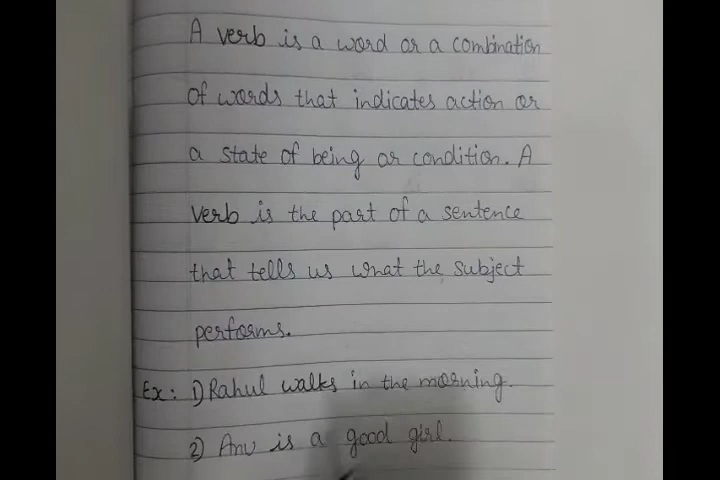 A verb is a word or a combination
of words that indicates action or
a state of being or condition. A
verb is the part of a sentence
that tells us what the subject
performs.
Ex: 1) Rahul walks in the morning.
2) Anu is a good girl.